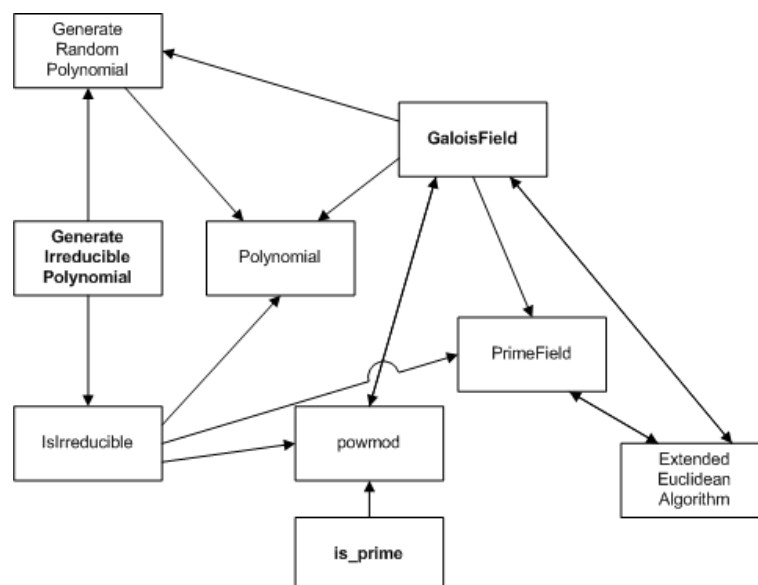 Generate
Random
Polynomial
GaloisField
Generate
Irreducible
Polynomial
Polynomial
PrimeField
IsIrreducible
powmod
Extended
Euclidean
Algorithm
is_prime